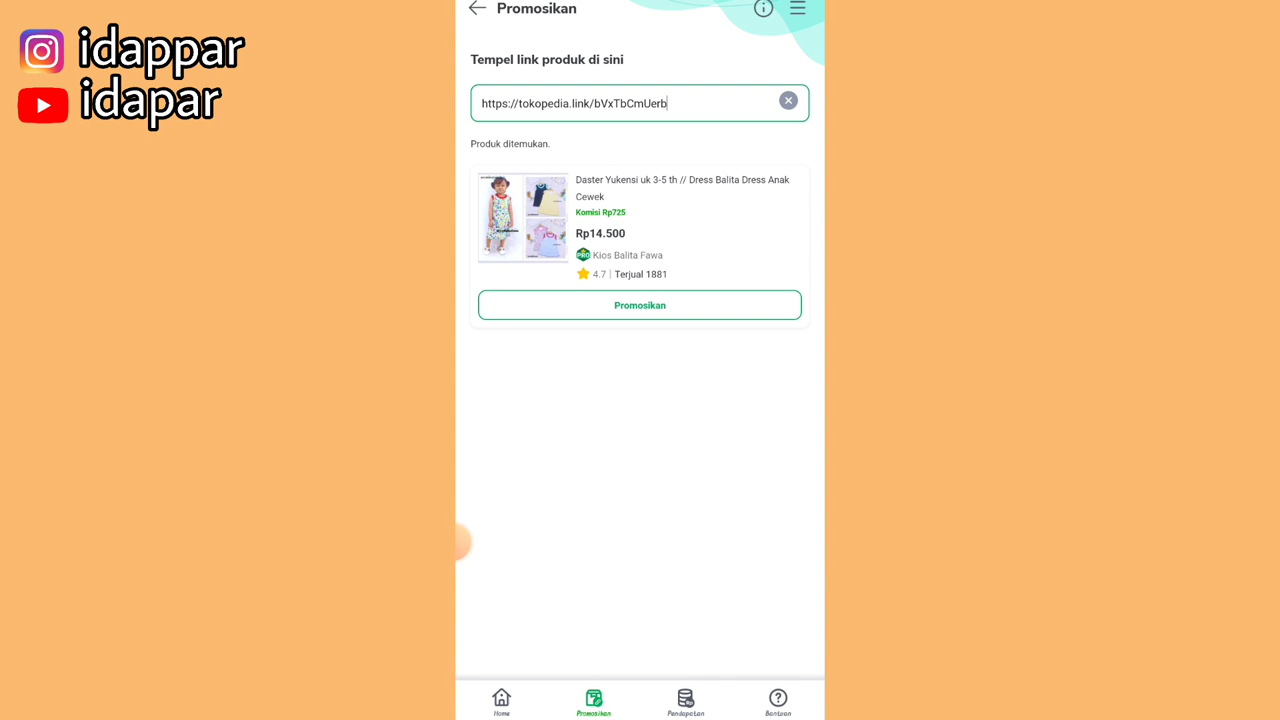 idappar
idapar
Promosikan
Tempel link produk di sini
https://tokopedia.link/bVxTbCmUerb
Produk ditemukan.
Daster Yukensi uk 3-5 th // Dress Balita Dress Anak
Cewek
Komisi Rp725
Rp14.500
PRO Kios Balita Fawa
4.7 | Terjual 1881
Promosikan
Home
Promosikan
Pendapatan
Bantuan